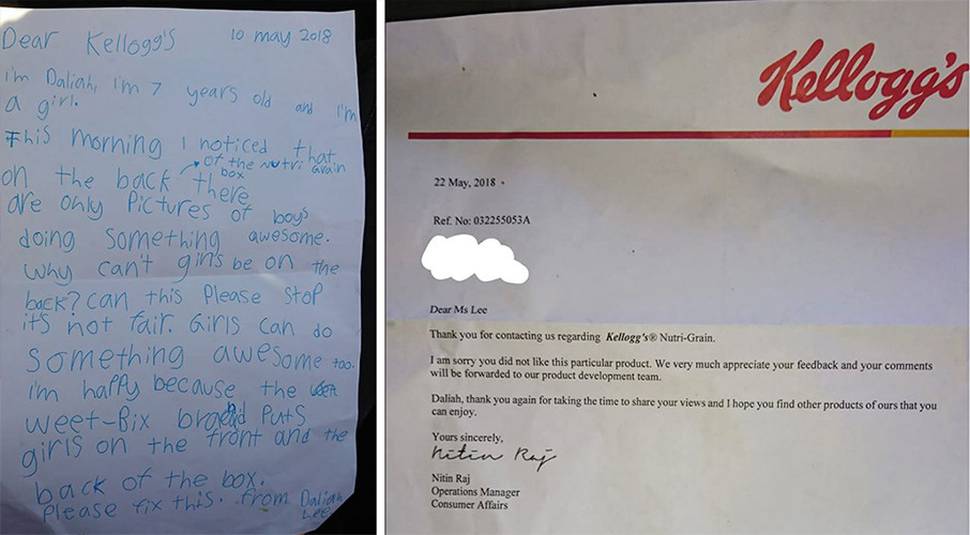 Dear Kellogg's 10 may 2018
I'm Daliah, I'm 7 years old and I'm
a girl.
This morning I noticed that
of the nutri Grain
box
on the back there
are only Pictures of boys
doing something awesome.
Why can't girls be on the
back? can this Please stop
it's not fair. Girls can do
something awesome too.
i'm happy because the
weet-Bix brand Puts
girls on the front and the
back of the box.
Please fix this. from Daliah
Lee
Kellogg's
22 May, 2018
Ref. No: 032255053A
Dear Ms Lee
Thank you for contacting us regarding Kellogg's® Nutri-Grain.
I am sorry you did not like this particular product. We very much appreciate your feedback and your comments
will be forwarded to our product development team.
Daliah, thank you again for taking the time to share your views and I hope you find other products of ours that you
can enjoy.
Yours sincerely,
Nitin Raj
Nitin Raj
Operations Manager
Consumer Affairs